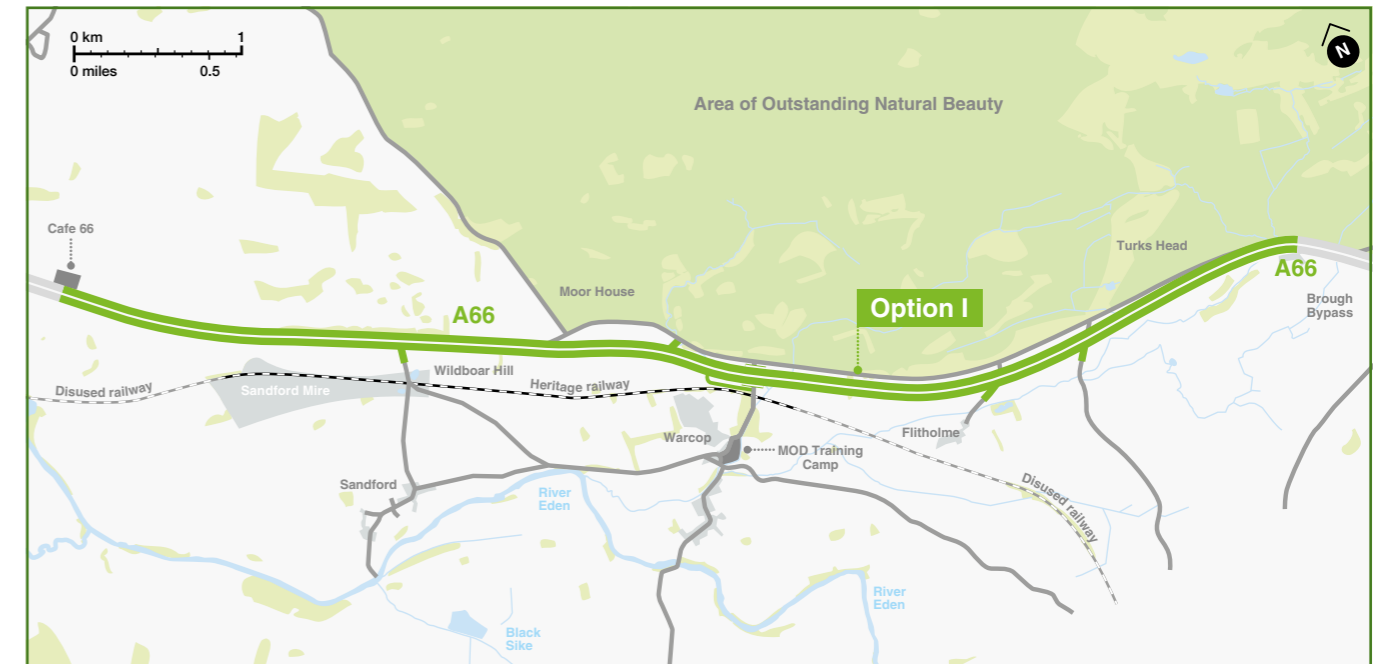 0 km 1
0 miles 0.5
N
Area of Outstanding Natural Beauty
Cafe 66
Turks Head
A66
Moor House
Option I
A66
Brough
Bypass
Wildboar Hill
Disused railway
Sandford Mire
Heritage railway
Warcop
Flitholme
MOD Training
Camp
Sandford
River
Eden
Disused railway
River
Eden
Black
Sike